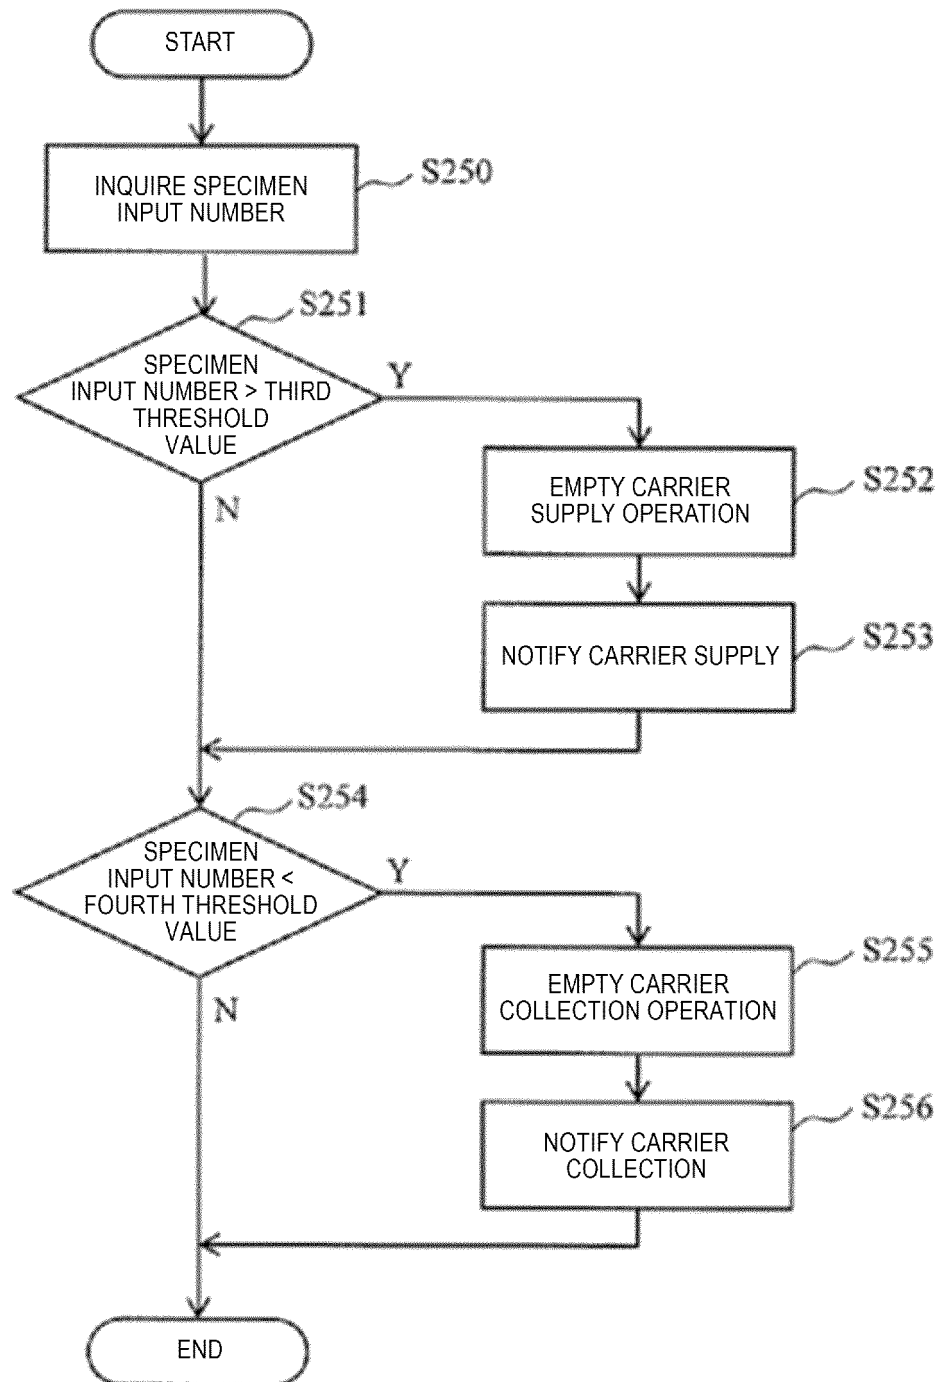 START
INQUIRE SPECIMEN
INPUT NUMBER
S250
S251
SPECIMEN
INPUT NUMBER > THIRD
THRESHOLD
VALUE
Y
N
EMPTY CARRIER
SUPPLY OPERATION
S252
NOTIFY CARRIER SUPPLY
S253
S254
SPECIMEN
INPUT NUMBER <
FOURTH THRESHOLD
VALUE
Y
N
EMPTY CARRIER
COLLECTION OPERATION
S255
NOTIFY CARRIER
COLLECTION
S256
END